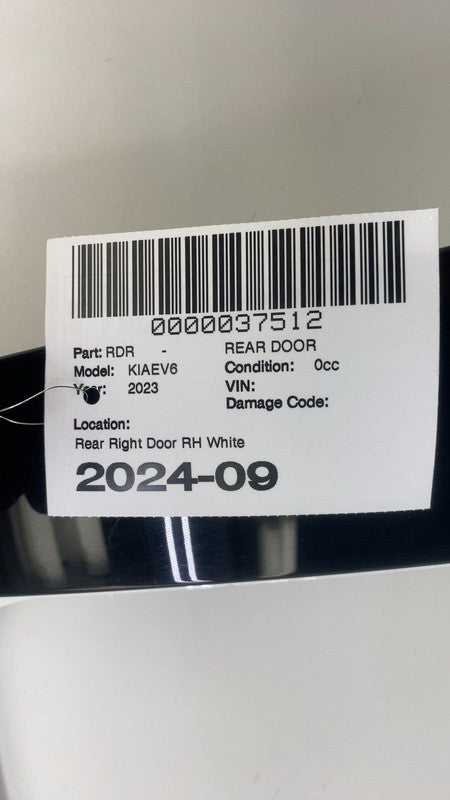 0000037512
Part: RDR - REAR DOOR
Model: KIAEV6 Condition: 0cc
Year: 2023 VIN:
Damage Code:
Location:
Rear Right Door RH White
2024-09